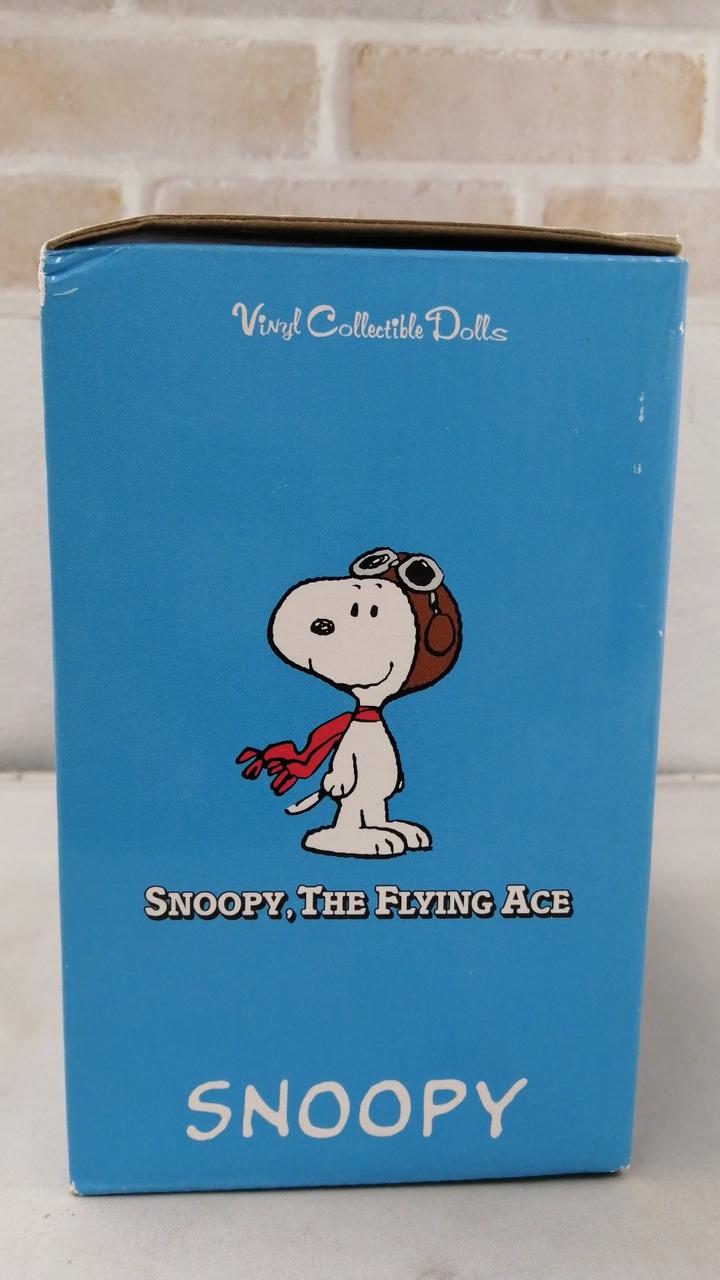 Vinyl Collectible Dolls
SNOOPY, THE FLYING ACE
SNOOPY